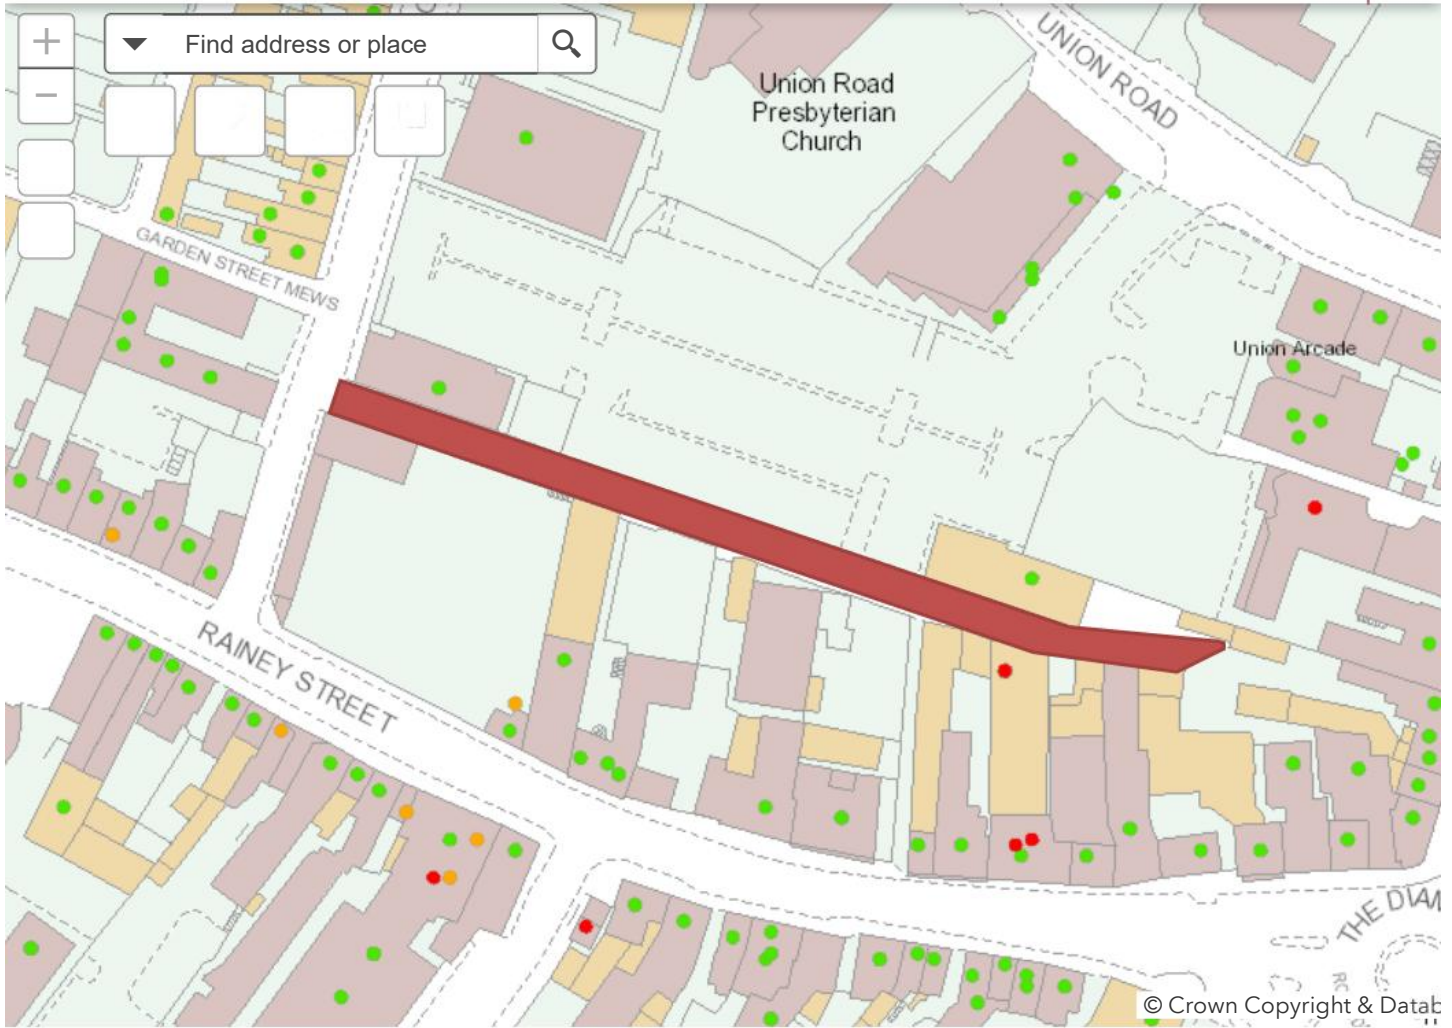 Find address or place
UNION ROAD
Union Road
Presbyterian
Church
GARDEN STREET MEWS
Union Arcade
RAINEY STREET
THE DIAM
© Crown Copyright & Datab